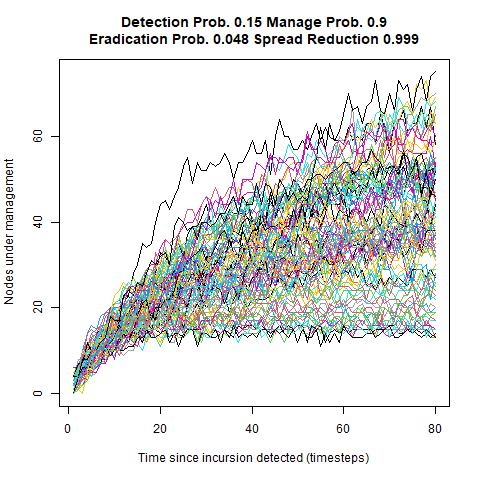 Detection Prob. 0.15 Manage Prob. 0.9
Eradication Prob. 0.048 Spread Reduction 0.999
Nodes under management
60
40
20
0
0 20 40 60 80
Time since incursion detected (timesteps)